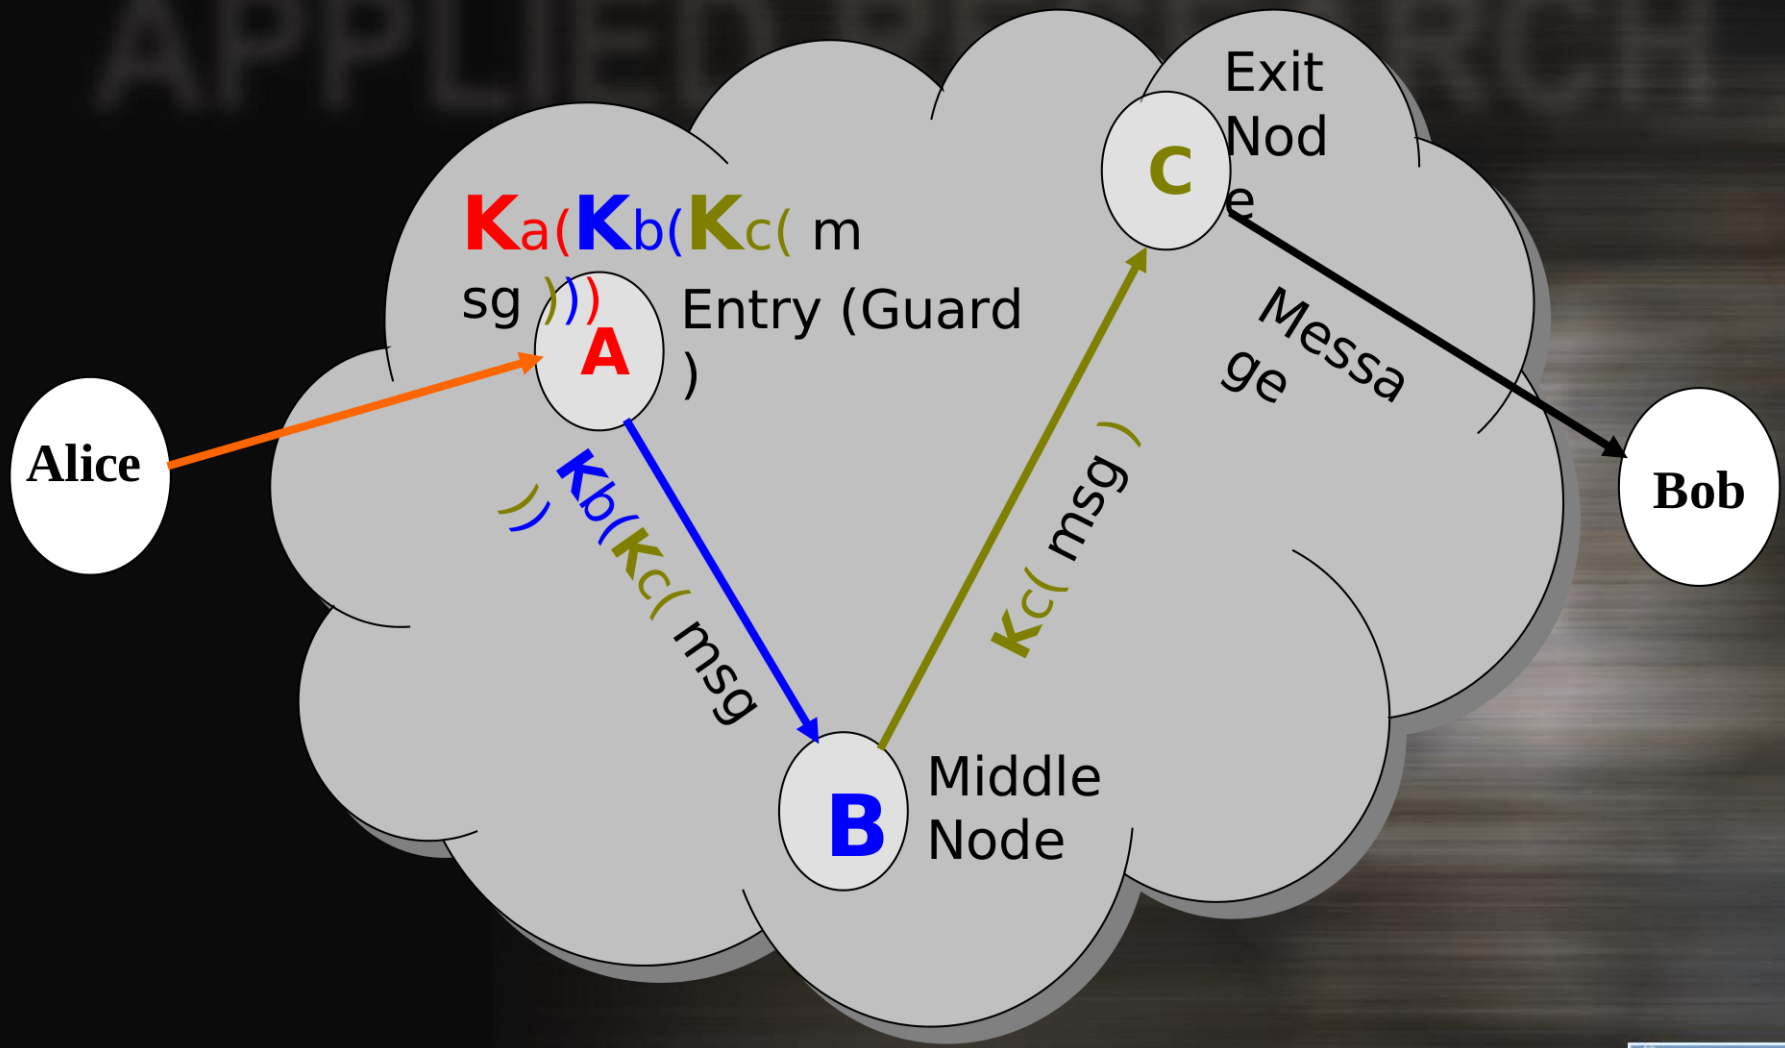 APPLIED RESEARCH
Exit
Nod
e
C
Ka(Kb(Kc( m
sg )))
Entry (Guard
)
A
Alice
Messa
ge
Bob
Kb(Kc( msg
))
Kc( msg )
B
Middle
Node